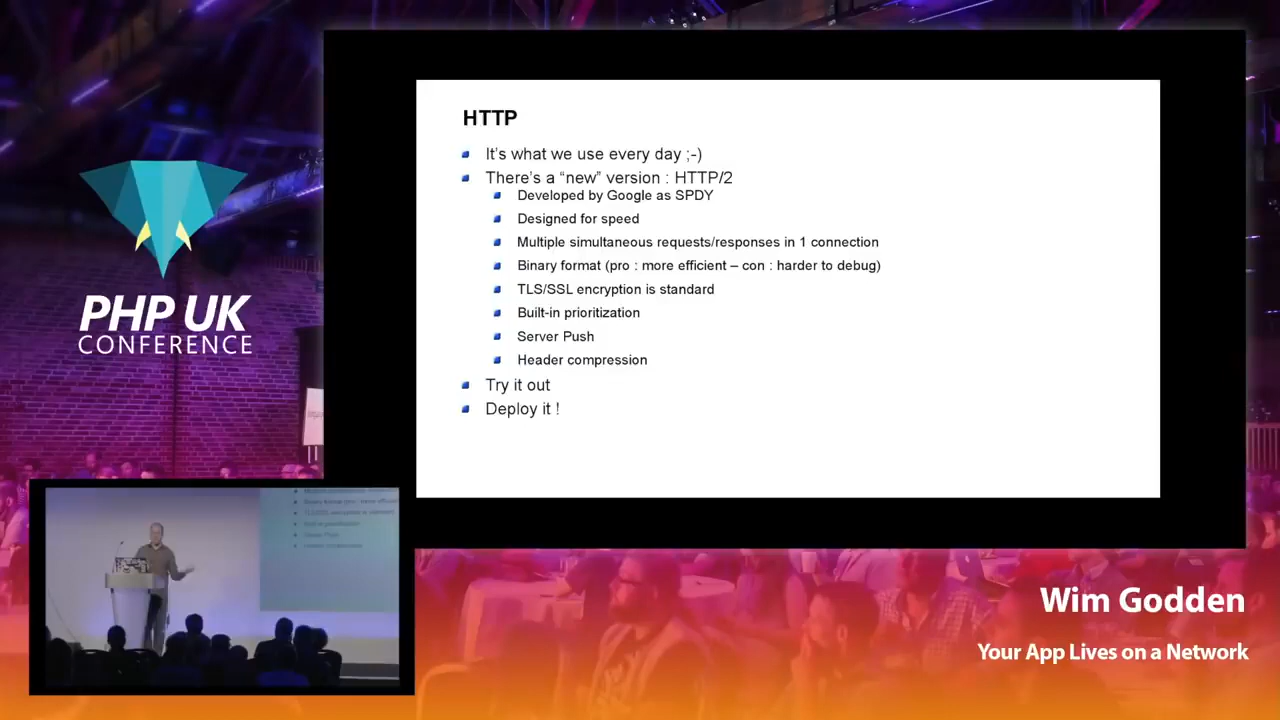 PHP UK
CONFERENCE
HTTP
It's what we use every day ;-)
There's a “new” version : HTTP/2
Developed by Google as SPDY
Designed for speed
Multiple simultaneous requests/responses in 1 connection
Binary format (pro : more efficient – con : harder to debug)
TLS/SSL encryption is standard
Built-in prioritization
Server Push
Header compression
Try it out
Deploy it !
Wim Godden
Your App Lives on a Network